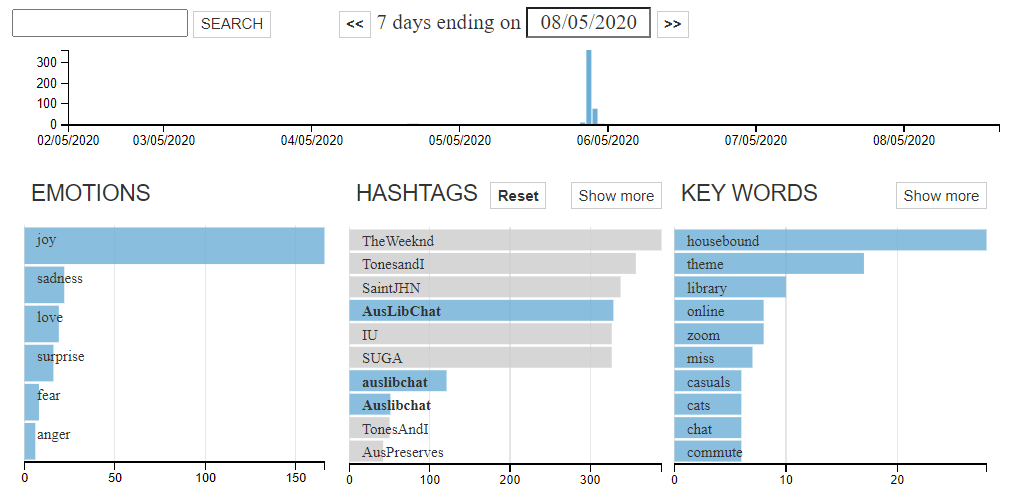 SEARCH << 7 days ending on 08/05/2020 >>
300
200
100
0
02/05/2020 03/05/2020 04/05/2020 05/05/2020 06/05/2020 07/05/2020 08/05/2020
EMOTIONS
joy
sadness
love
surprise
fear
anger
0 50 100 150
HASHTAGS Reset Show more
TheWeeknd
TonesandI
SaintJHN
AusLibChat
IU
SUGA
auslibchat
Auslibchat
TonesAndI
AusPreserves
0 100 200 300
KEY WORDS Show more
housebound
theme
library
online
zoom
miss
casuals
cats
chat
commute
0 10 20